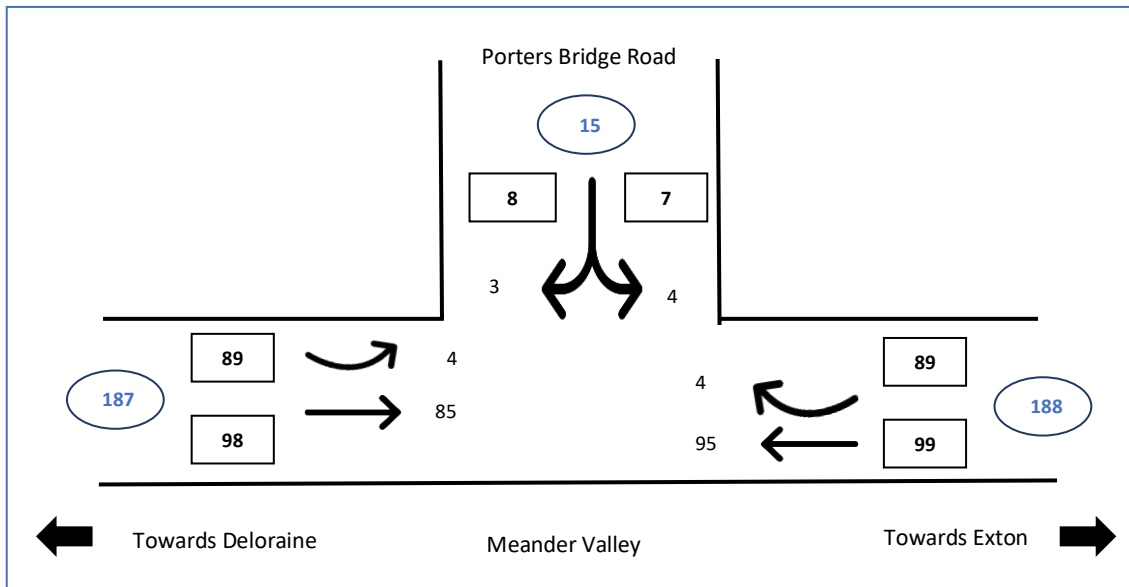 Porters Bridge Road
15
8 7
3 4
89 4 4 89
187 85 188
98 95 99
Towards Deloraine Meander Valley Towards Exton